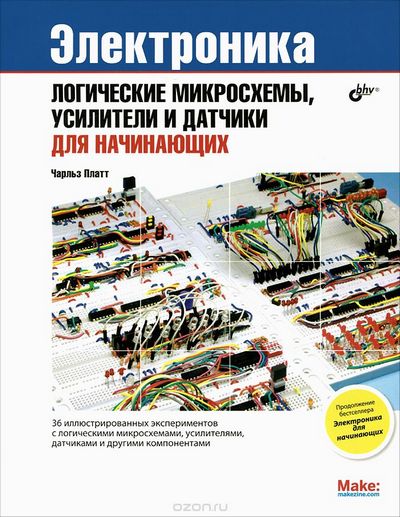 Электроника
ЛОГИЧЕСКИЕ МИКРОСХЕМЫ,
УСИЛИТЕЛИ И ДАТЧИКИ
ДЛЯ НАЧИНАЮЩИХ
bhv®
Чарльз Платт
36 иллюстрированных экспериментов
с логическими микросхемами, усилителями,
датчиками и другими компонентами
Продолжение
бестселлера
Электроника
для
начинающих
Make:
makezine.com
ozon.ru